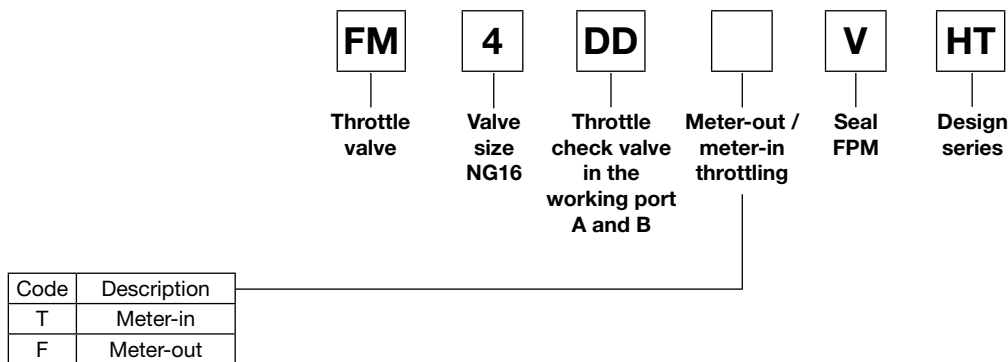 FM 4 DD V HT
Throttle valve
Valve size NG16
Throttle check valve in the working port A and B
Meter-out / meter-in throttling
Seal FPM
Design series
Code Description
T Meter-in
F Meter-out